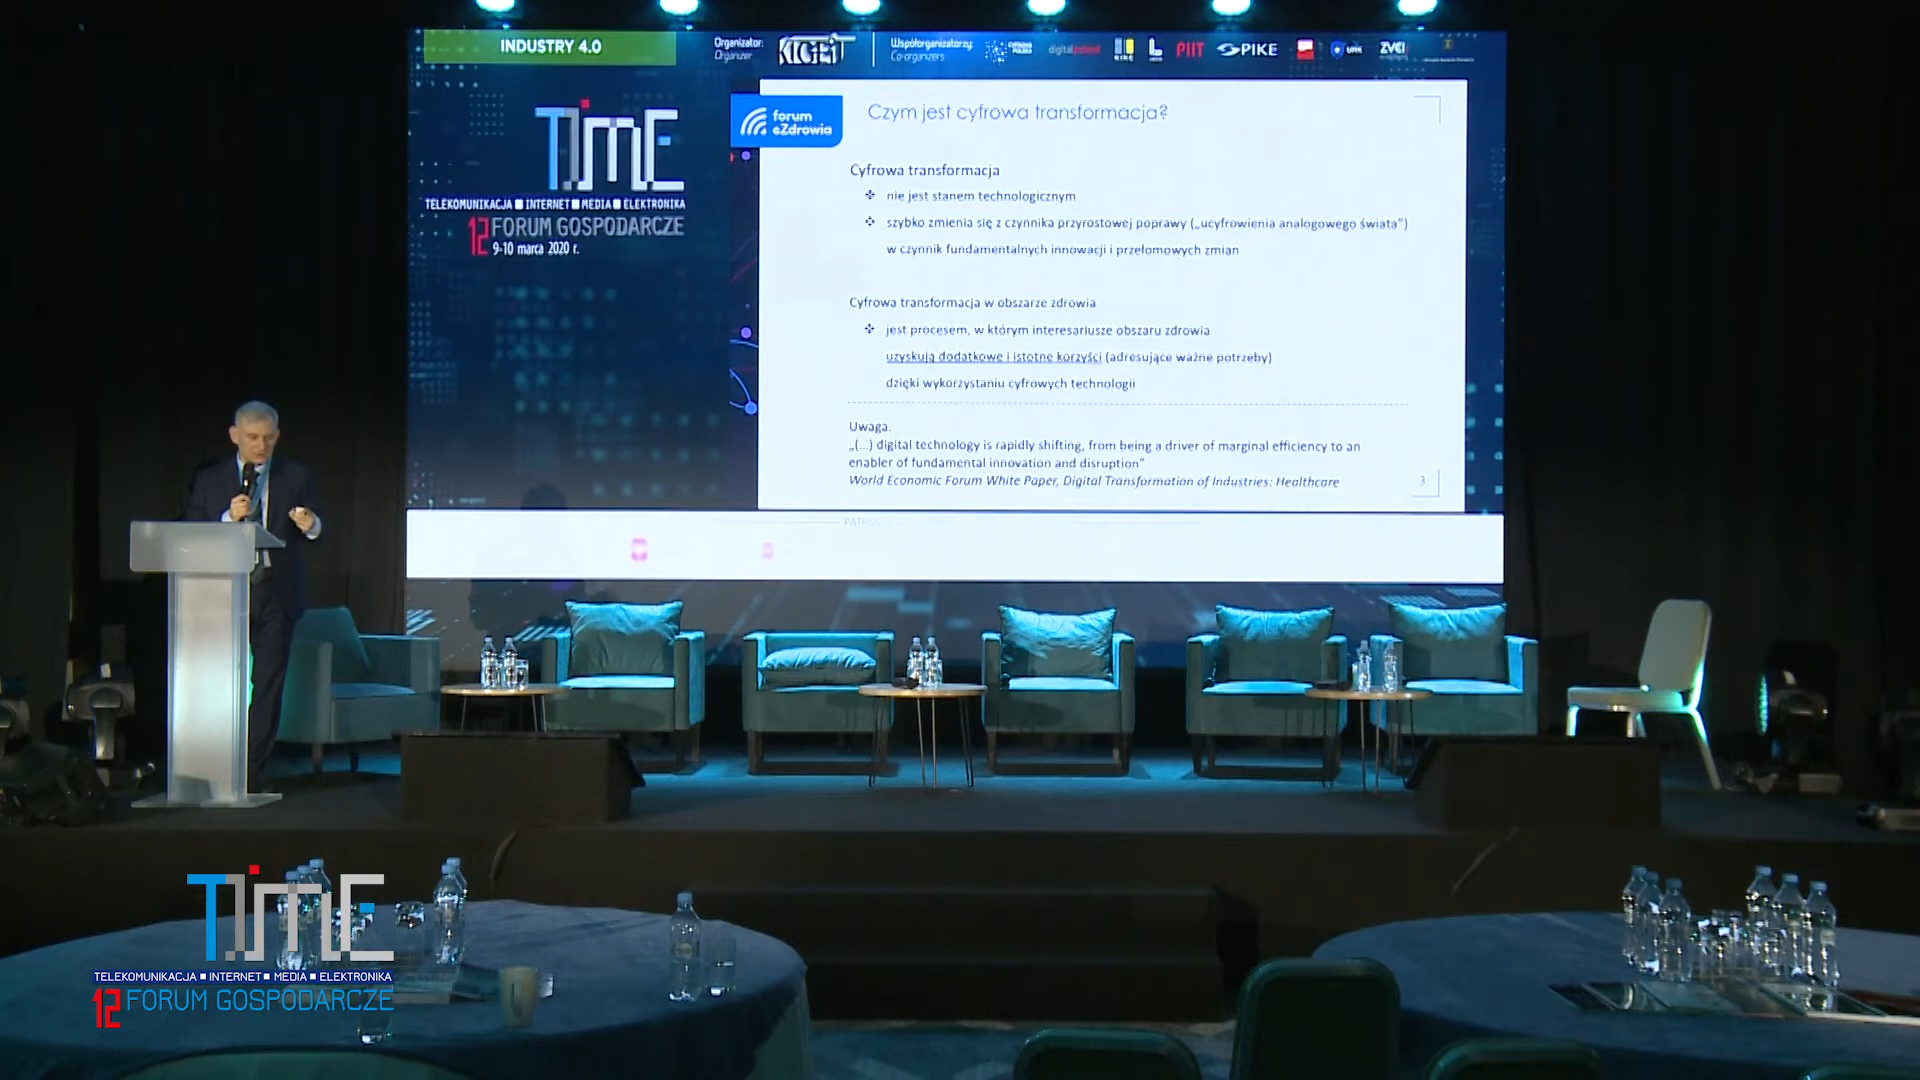 INDUSTRY 4.0
Organizator:
Organizer
KIGEiT
Współorganizatorzy:
Co-organizers
CYFROWA
POLSKA
digitalpoland
PIIT
PIKE
UKE
ZVEI
TIME
TELEKOMUNIKACJA ■ INTERNET ■ MEDIA ■ ELEKTRONIKA
12 FORUM GOSPODARCZE
9-10 marca 2020 r.
forum
eZdrowia
Czym jest cyfrowa transformacja?
Cyfrowa transformacja
❖ nie jest stanem technologicznym
❖ szybko zmienia się z czynnika przyrostowej poprawy („ucyfrowienia analogowego świata”)
w czynnik fundamentalnych innowacji i przełomowych zmian
Cyfrowa transformacja w obszarze zdrowia
❖ jest procesem, w którym interesariusze obszaru zdrowia
uzyskują dodatkowe i istotne korzyści (adresujące ważne potrzeby)
dzięki wykorzystaniu cyfrowych technologii
Uwaga.
„(...) digital technology is rapidly shifting, from being a driver of marginal efficiency to an
enabler of fundamental innovation and disruption”
World Economic Forum White Paper, Digital Transformation of Industries: Healthcare
3
TIME
TELEKOMUNIKACJA ■ INTERNET ■ MEDIA ■ ELEKTRONIKA
12 FORUM GOSPODARCZE